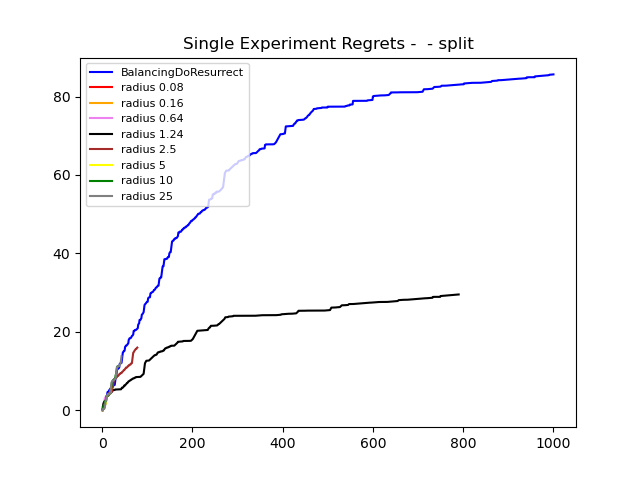 Single Experiment Regrets -  - split
BalancingDoResurrect
radius 0.08
radius 0.16
radius 0.64
radius 1.24
radius 2.5
radius 5
radius 10
radius 25
80
60
40
20
0
0 200 400 600 800 1000